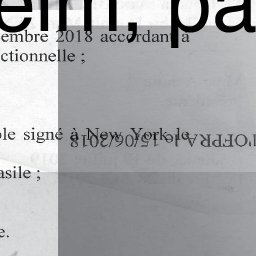 eim, pa
embre 2018 accordant à
ctionnelle ;
ole signé à New York le
l'OFPRA le 15/06/2018
asile ;
e.